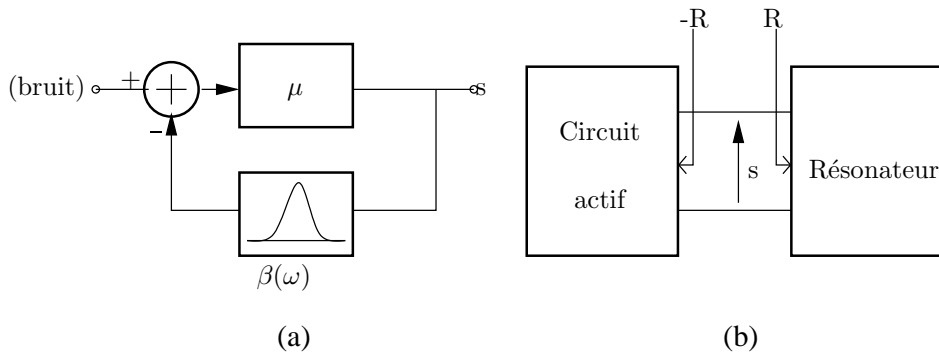 (bruit)
+
−
μ
s
β(ω)
(a)
-R
R
Circuit
actif
s
Résonateur
(b)